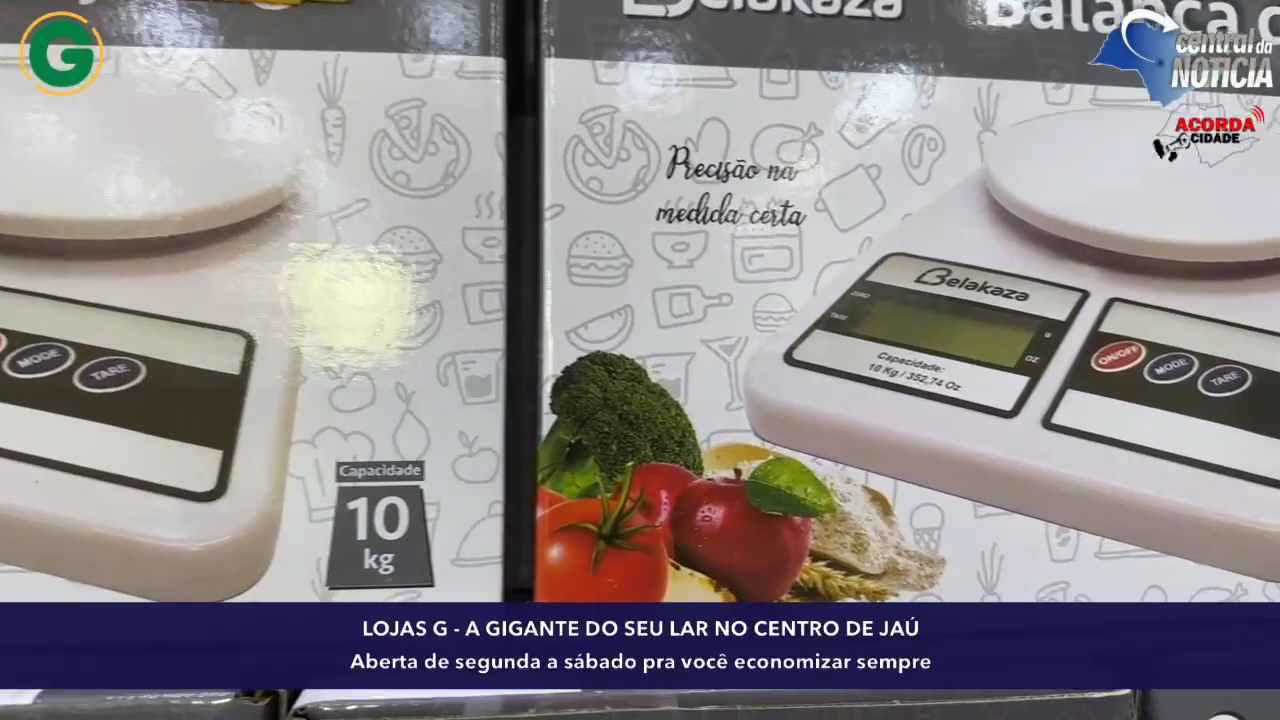 G
Belakaza
Balança
central da
NOTÍCIA
ACORDA
CIDADE
Precisão na
medida certa
Belakaza
ZERO
TARE
OZ
Capacidade:
10 Kg / 352,74 Oz
ON/OFF
MODE
TARE
MODE
TARE
Capacidade
10
kg
LOJAS G - A GIGANTE DO SEU LAR NO CENTRO DE JAÚ
Aberta de segunda a sábado pra você economizar sempre